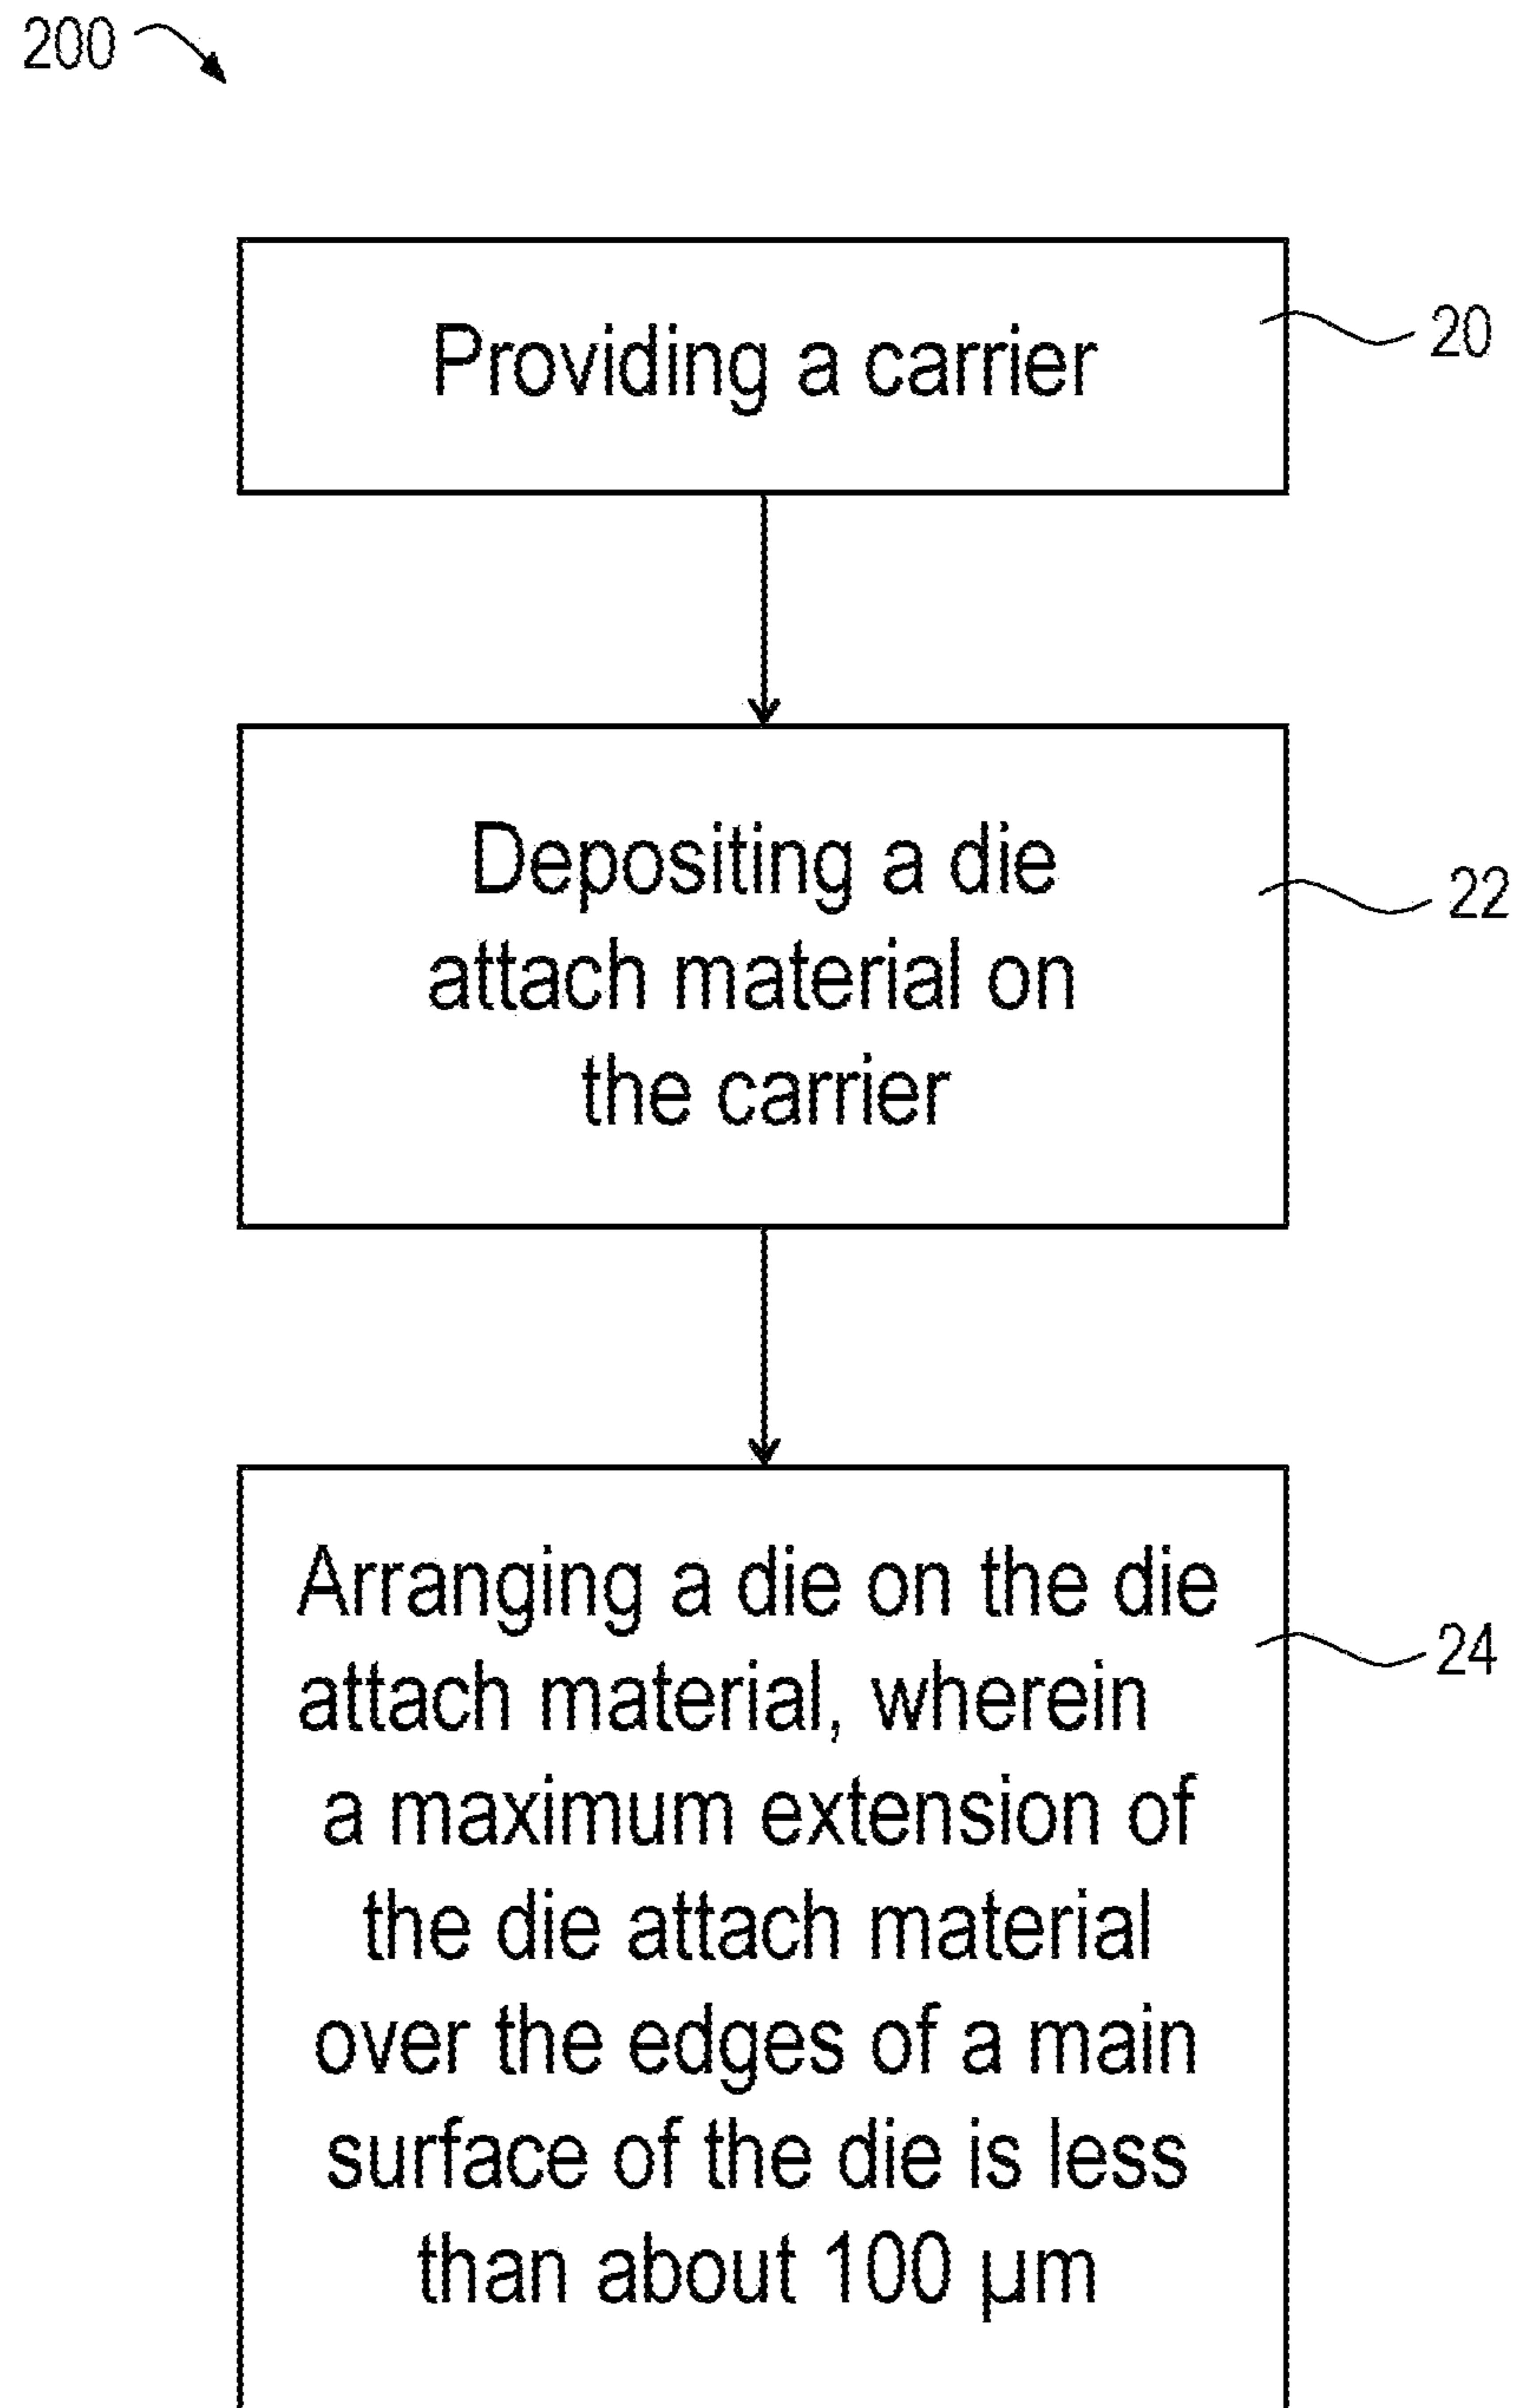 200
Providing a carrier
20
Depositing a die
attach material on
the carrier
22
Arranging a die on the die
attach material, wherein
a maximum extension of
the die attach material
over the edges of a main
surface of the die is less
than about 100 µm
24